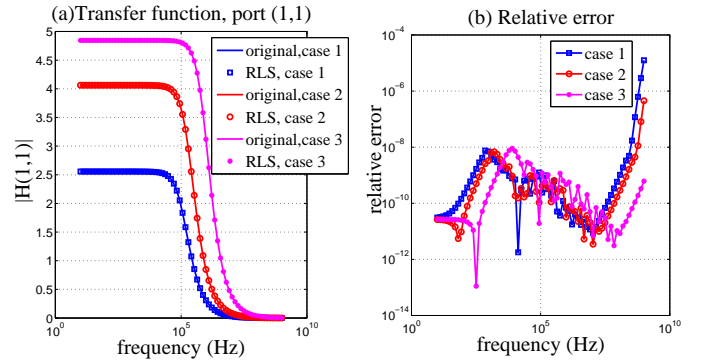 (a)Transfer function, port (1,1)
|H(1,1)|
5
4.5
4
3.5
3
2.5
2
1.5
1
0.5
0
10^0
10^5
10^10
frequency (Hz)
original,case 1
RLS, case 1
original,case 2
RLS, case 2
original,case 3
RLS, case 3
(b) Relative error
relative error
10^-4
10^-6
10^-8
10^-10
10^-12
10^-14
10^0
10^5
10^10
frequency (Hz)
case 1
case 2
case 3